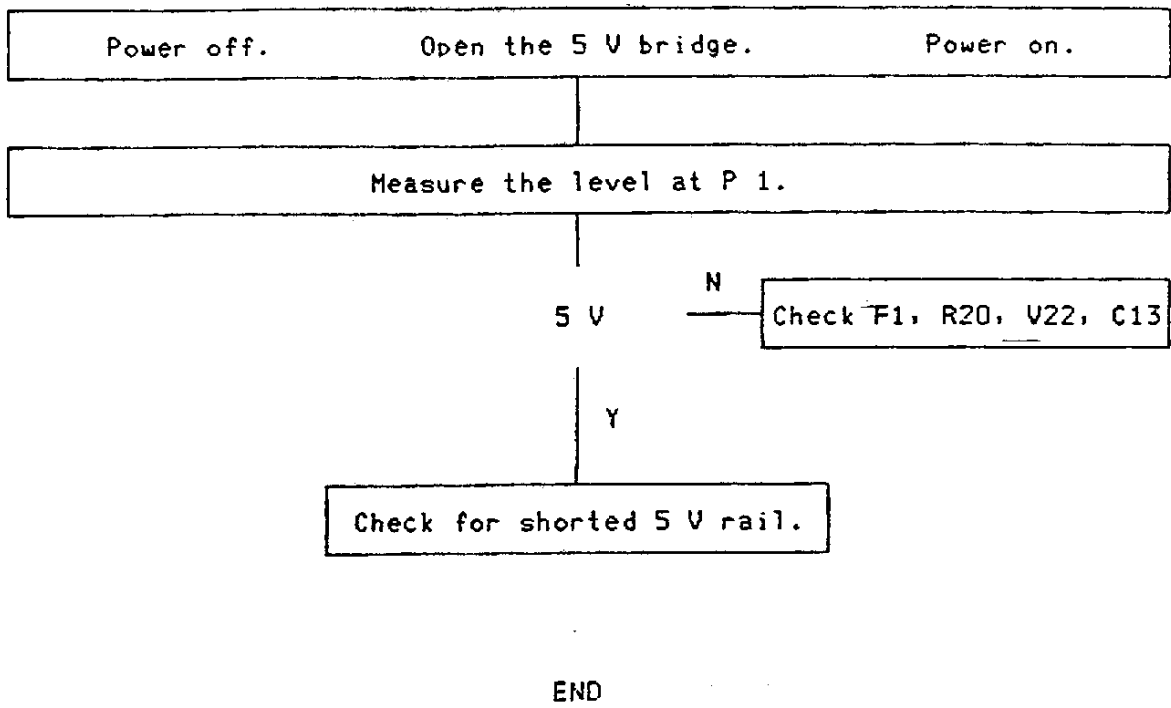 Power off. Open the 5 V bridge. Power on.
Measure the level at P 1.
N
5 V
Check F1, R20, V22, C13
Y
Check for shorted 5 V rail.
END